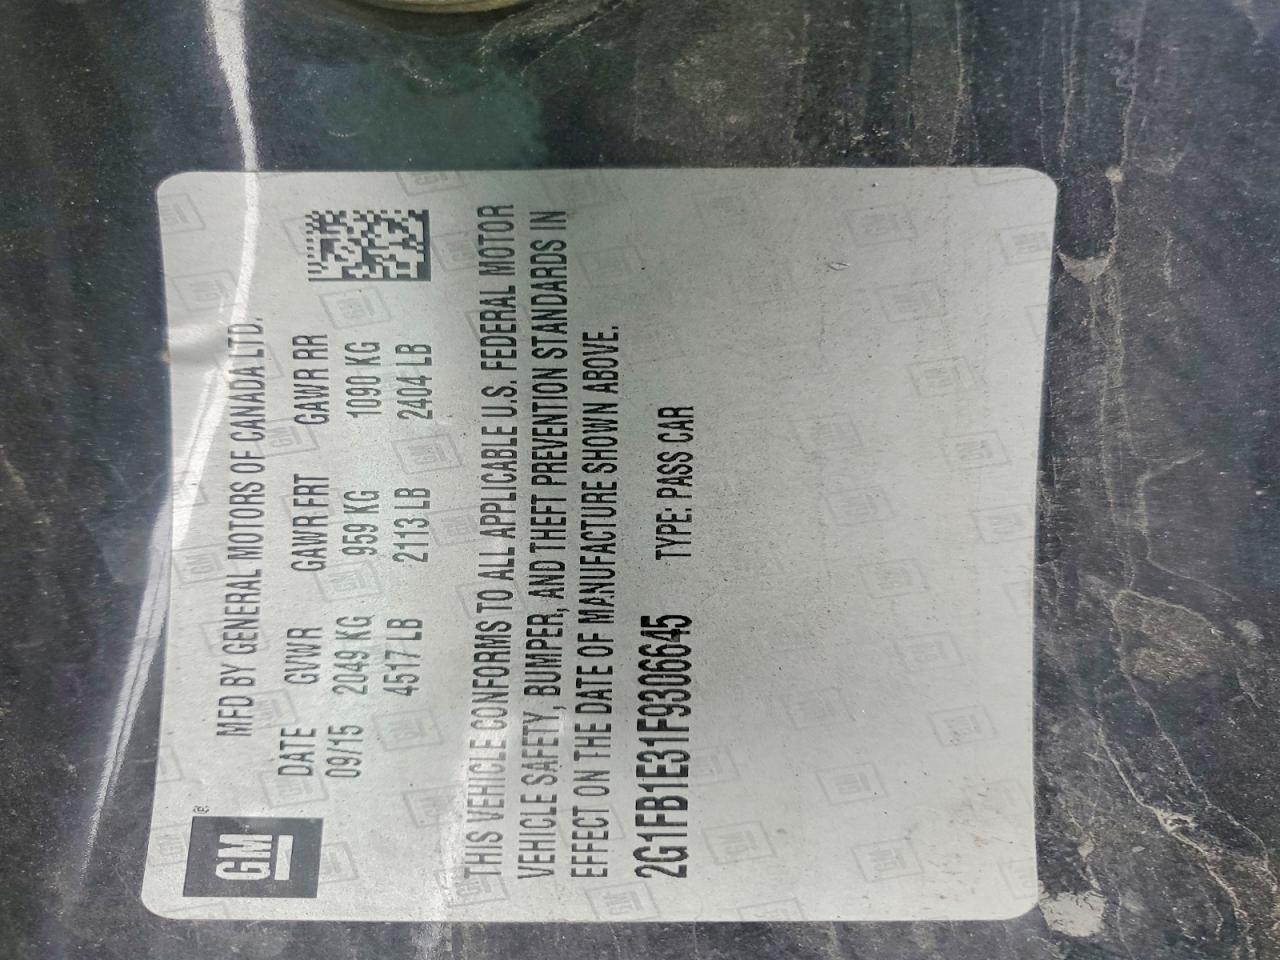 GM ®
MFD BY GENERAL MOTORS OF CANADA LTD.
DATE GVWR GAWR FRT GAWR RR
09/15 2049 KG 959 KG 1090 KG
4517 LB 2113 LB 2404 LB
THIS VEHICLE CONFORMS TO ALL APPLICABLE U.S. FEDERAL MOTOR
VEHICLE SAFETY, BUMPER, AND THEFT PREVENTION STANDARDS IN
EFFECT ON THE DATE OF MANUFACTURE SHOWN ABOVE.
2G1FB1E31F9306645 TYPE: PASS CAR